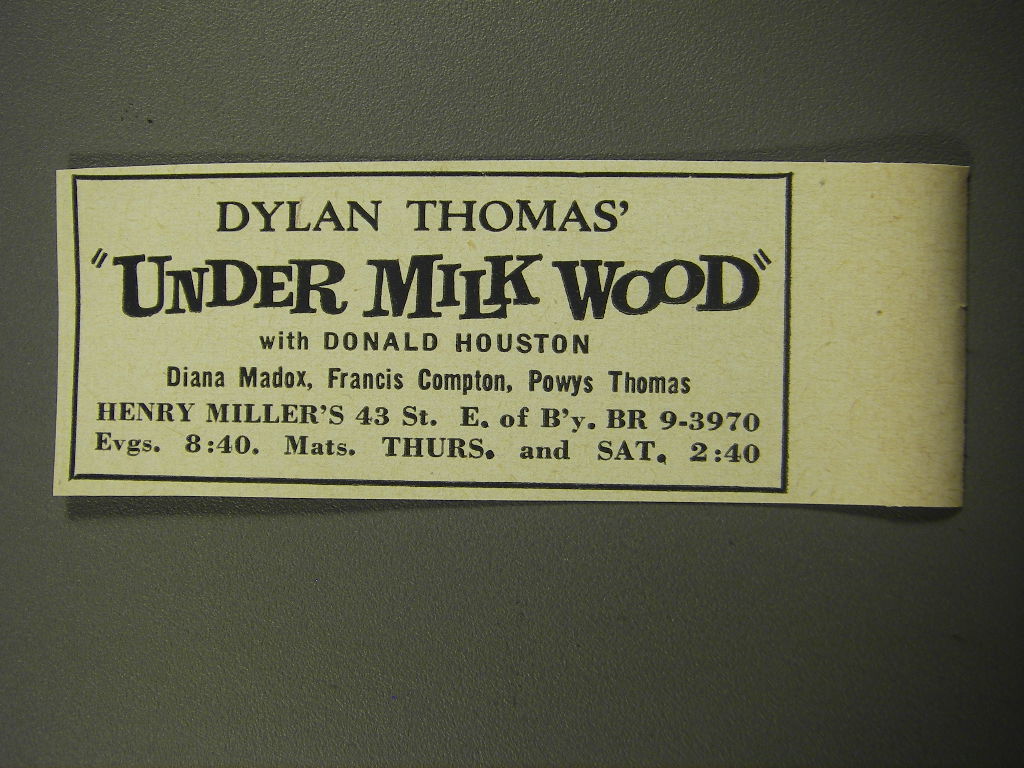 DYLAN THOMAS'
"UNDER MILK WOOD"
with DONALD HOUSTON
Diana Madox, Francis Compton, Powys Thomas
HENRY MILLER'S 43 St. E. of B'y. BR 9-3970
Evgs. 8:40. Mats. THURS. and SAT. 2:40